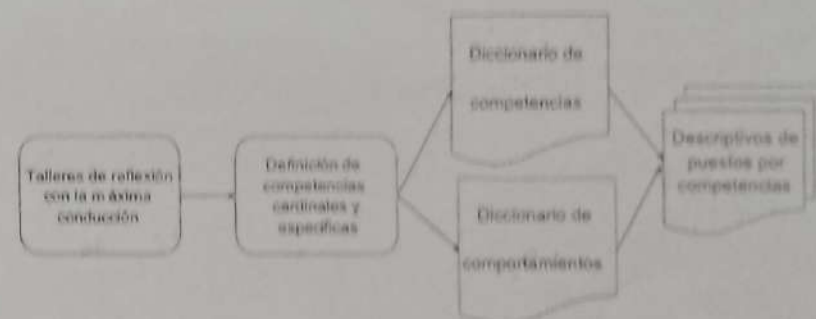 Talleres de reflexión
con la máxima
conducción
Definición de
competencias
cardinales y
específicas
Diccionario de
competencias
Diccionario de
comportamientos
Descriptivos de
puestos por
competencias